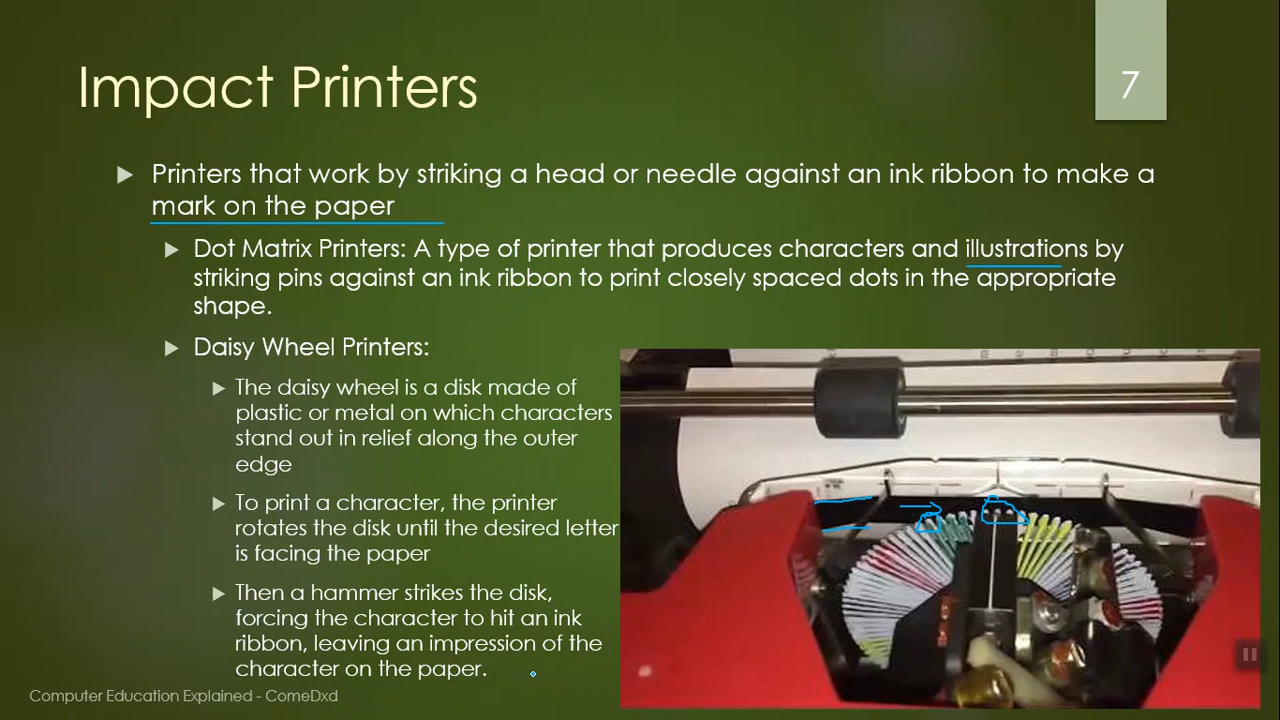 Impact Printers
7
Printers that work by striking a head or needle against an ink ribbon to make a
mark on the paper
Dot Matrix Printers: A type of printer that produces characters and illustrations by
striking pins against an ink ribbon to print closely spaced dots in the appropriate
shape.
Daisy Wheel Printers:
The daisy wheel is a disk made of
plastic or metal on which characters
stand out in relief along the outer
edge
To print a character, the printer
rotates the disk until the desired letter
is facing the paper
Then a hammer strikes the disk,
forcing the character to hit an ink
ribbon, leaving an impression of the
character on the paper.
Computer Education Explained - ComeDxd